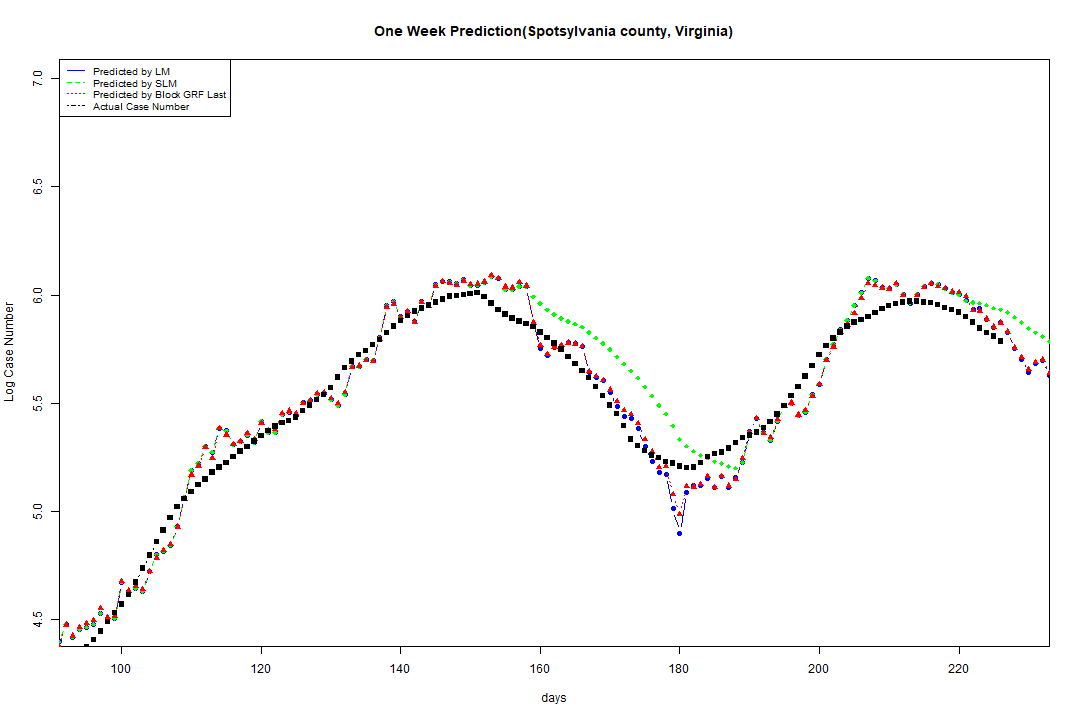 One Week Prediction(Spotsylvania county, Virginia)
Predicted by LM
Predicted by SLM
Predicted by Block GRF Last
Actual Case Number
7.0
6.5
6.0
5.5
5.0
4.5
Log Case Number
100 120 140 160 180 200 220
days